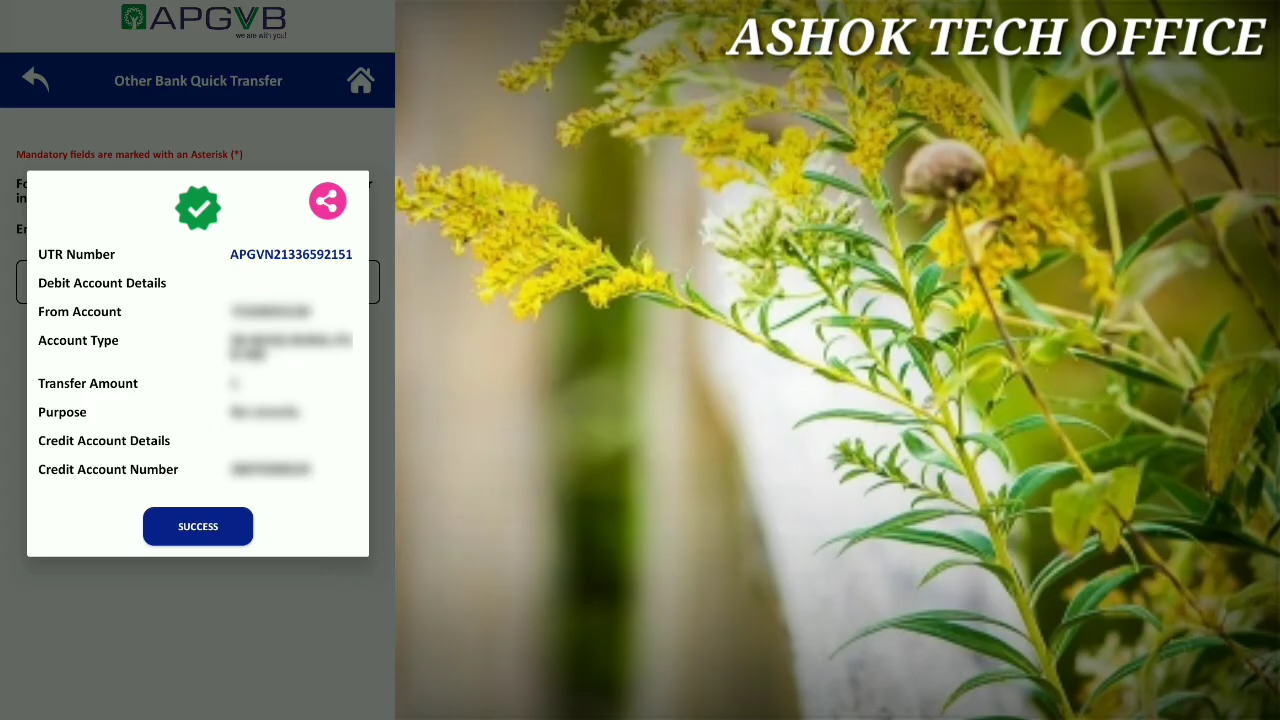 APGVB
we are with you!
ASHOK TECH OFFICE
Other Bank Quick Transfer
Mandatory fields are marked with an Asterisk (*)
UTR Number APGVN21336592151
Debit Account Details
From Account
Account Type
Transfer Amount
Purpose
Credit Account Details
Credit Account Number
SUCCESS